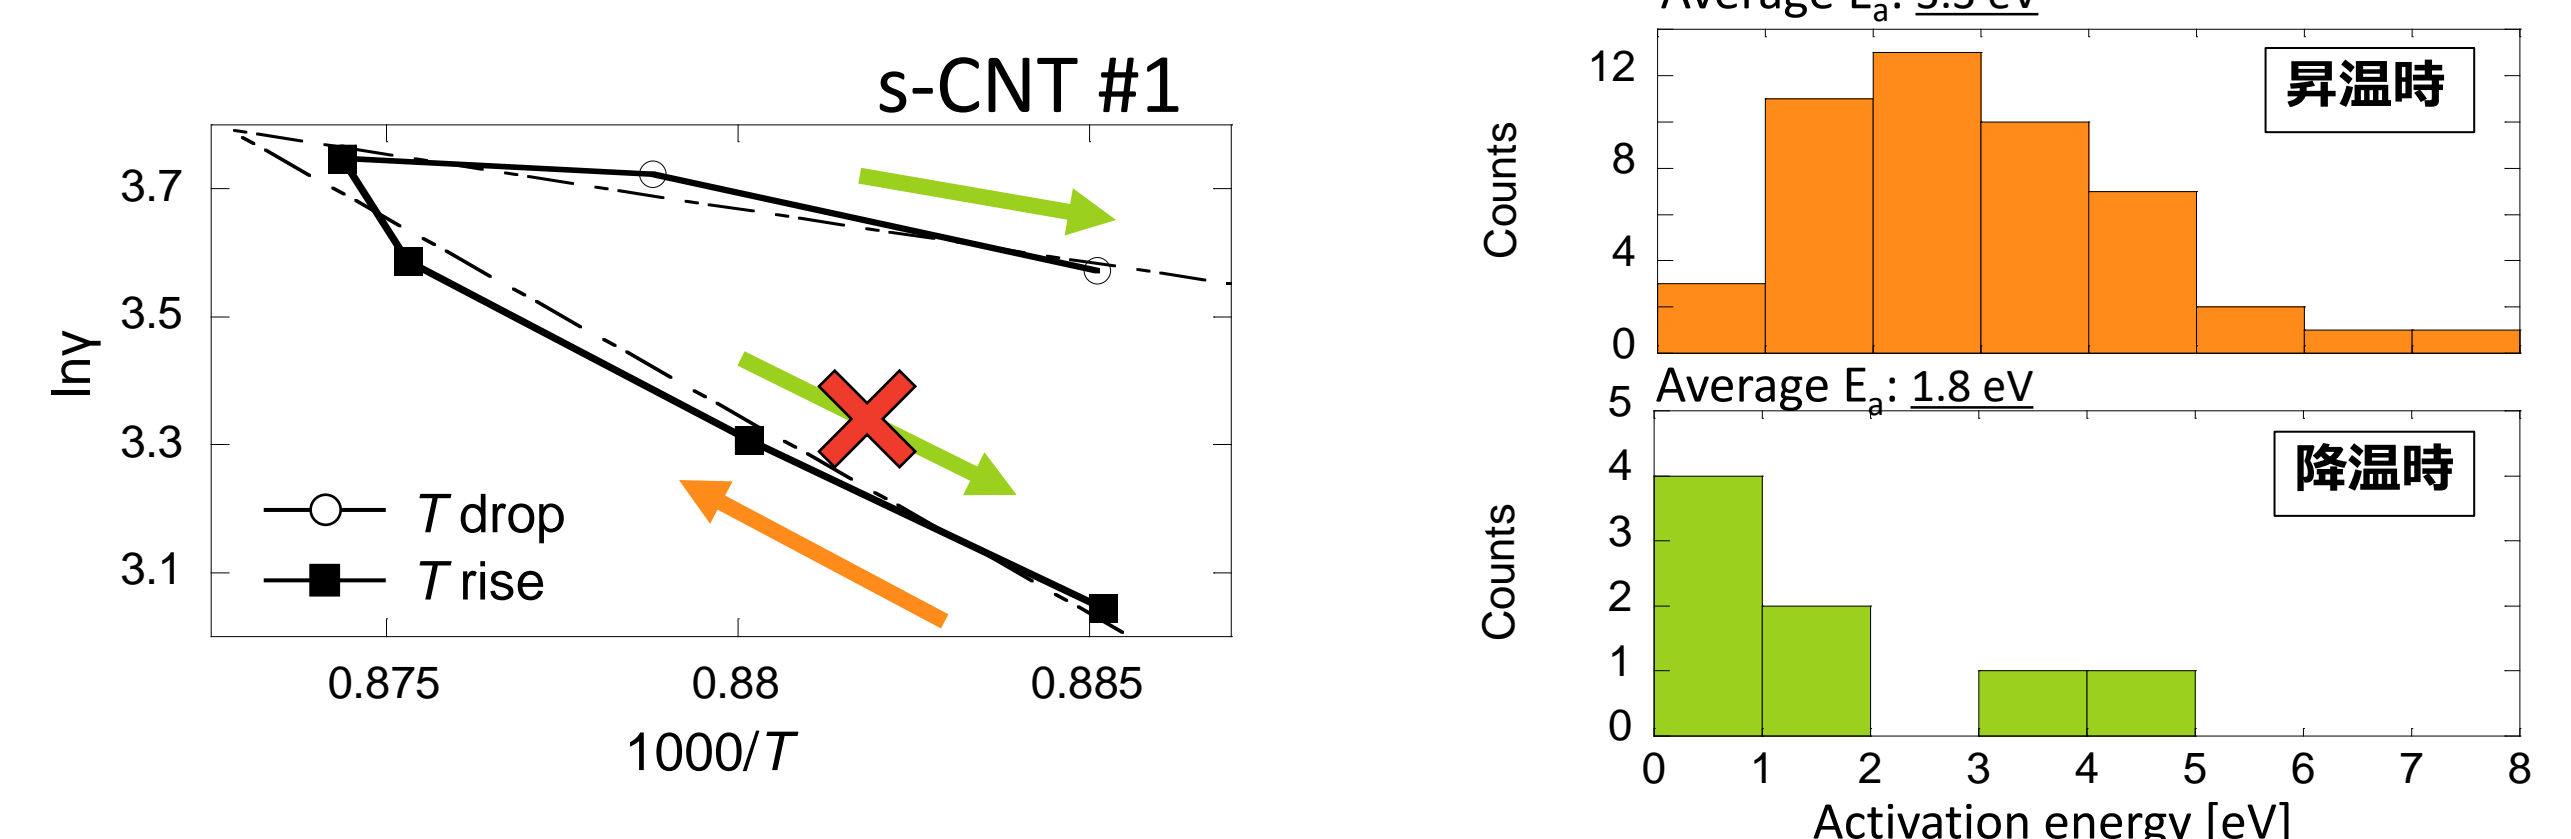 s-CNT #1
3.7
3.5
3.3
3.1
lnγ
T drop
T rise
0.875
0.88
0.885
1000/T
Average Ea:
12
8
4
0
Counts
昇温時
Average Ea: 1.8 eV
5
4
3
2
1
0
Counts
降温時
0 1 2 3 4 5 6 7 8
Activation energy [eV]